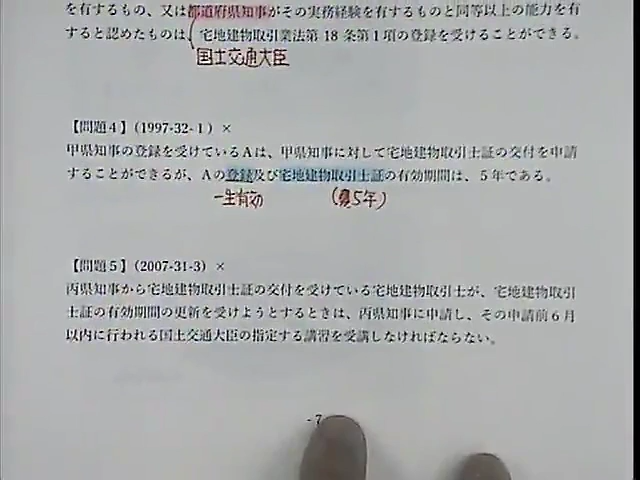 を有するもの、又は都道府県知事がその実務経験を有するものと同等以上の能力を有
すると認めたものは、宅地建物取引業法第 18 条第 1 項の登録を受けることができる。
国土交通大臣
【問題4】(1997-32-1) ×
甲県知事の登録を受けているAは、甲県知事に対して宅地建物取引士証の交付を申請
することができるが、Aの登録及び宅地建物取引士証の有効期間は、5年である。
一生有効
5年)
【問題5】(2007-31-3) ×
丙県知事から宅地建物取引士証の交付を受けている宅地建物取引士が、宅地建物取引
士証の有効期間の更新を受けようとするときは、丙県知事に申請し、その申請前6月
以内に行われる国土交通大臣の指定する講習を受講しなければならない。
- 7